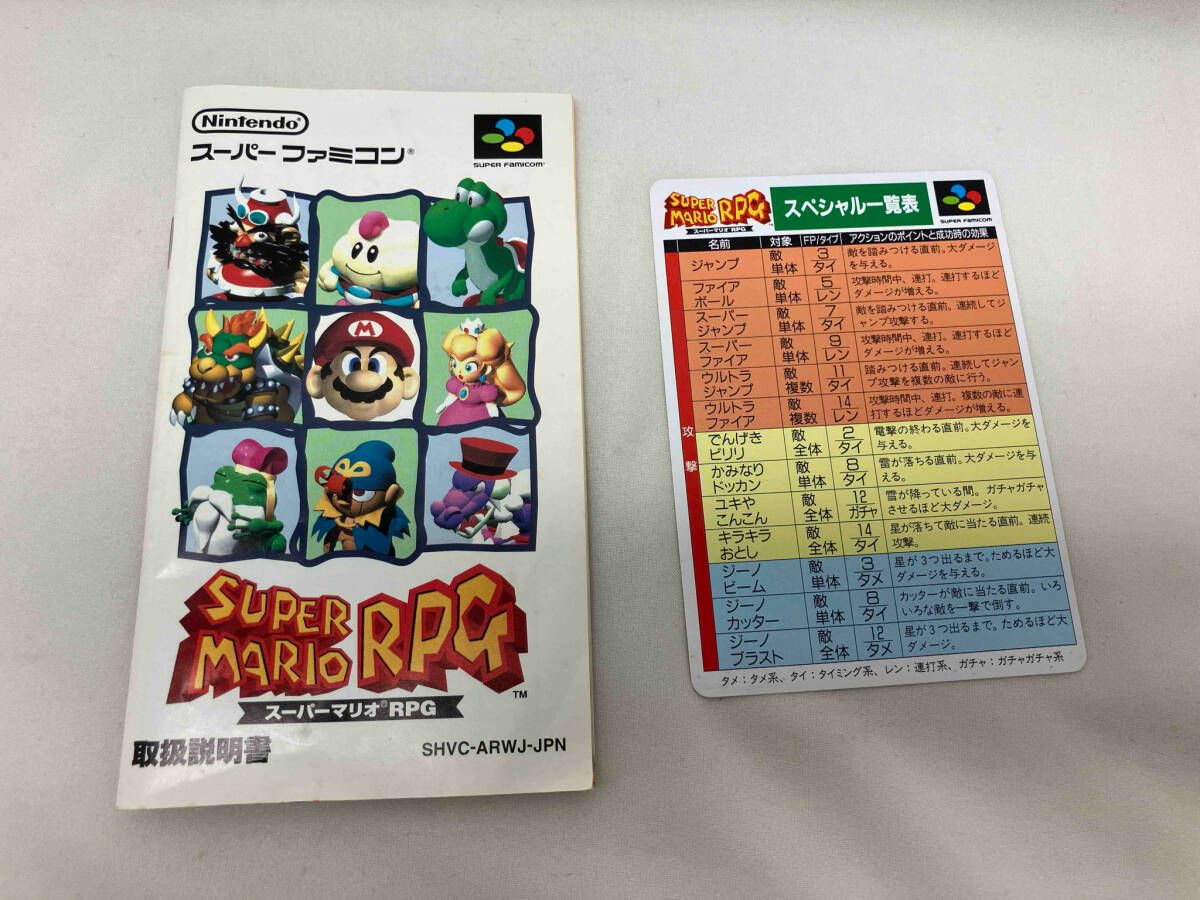 Nintendo
スーパーファミコン®
SUPER FAMICOM
M
SUPER
MARIO RPG
TM
スーパーマリオ®RPG
取扱説明書
SHVC-ARWJ-JPN
SUPER
MARIO RPG
スーパーマリオRPG
スペシャル一覧表
SUPER FAMICOM
名前 対象 FP/タイプ アクションのポイントと成功時の効果
ジャンプ 敵 単体 3 タイ 敵を踏みつける直前。大ダメージ
を与える。
ファイア ボール 敵 単体 5 レン 攻撃時間中、連打。連打するほど
ダメージが増える。
スーパー ジャンプ 敵 単体 7 タイ 敵を踏みつける直前。連続してジ
ャンプ攻撃する。
スーパー ファイア 敵 単体 9 レン 攻撃時間中、連打。連打するほど
ダメージが増える。
ウルトラ ジャンプ 敵 複数 11 タイ 踏みつける直前。連続してジャン
プ攻撃を複数の敵に行う。
ウルトラ ファイア 敵 複数 14 レン 攻撃時間中、連打。複数の敵に連
打するほどダメージが増える。
攻撃
でんげき ビリリ 敵 全体 2 タイ 電撃の終わる直前。大ダメージを
与える。
かみなり ドッカン 敵 単体 8 タイ 雷が落ちる直前。大ダメージを与
える。
ユキや こんこん 敵 全体 12 ガチャ 雪が降っている間。ガチャガチャ
させるほど大ダメージ。
キラキラ おとし 敵 全体 14 タイ 星が落ちて敵に当たる直前。連続
攻撃。
ジーノ ビーム 敵 単体 3 タメ 星が3つ出るまで。ためるほど大
ダメージを与える。
ジーノ カッター 敵 単体 8 タイ カッターが敵に当たる直前。いろ
いろな敵を一撃で倒す。
ジーノ ブラスト 敵 全体 12 タメ 星が3つ出るまで。ためるほど大
ダメージ。
タメ：タメ系、タイ：タイミング系、レン：連打系、ガチャ：ガチャガチャ系